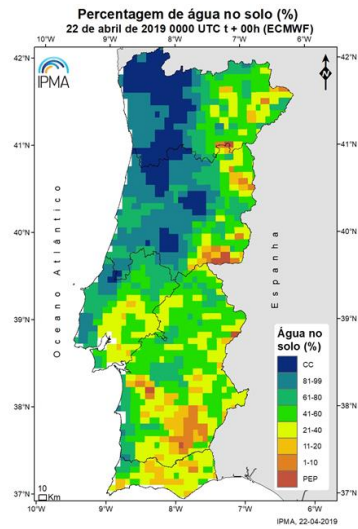 Percentagem de água no solo (%)
22 de abril de 2019 0000 UTC t + 00h (ECMWF)
10°W 9°W 8°W 7°W 6°W
IPMA
N
42°N 42°N
41°N 41°N
40°N 40°N
39°N 39°N
38°N 38°N
37°N 37°N
Oceano Atlântico
Espanha
Água no
solo (%)
CC
81-99
61-80
41-60
21-40
11-20
1-10
PEP
10
Km
10°W 9°W 8°W 7°W 6°W
IPMA, 22-04-2019